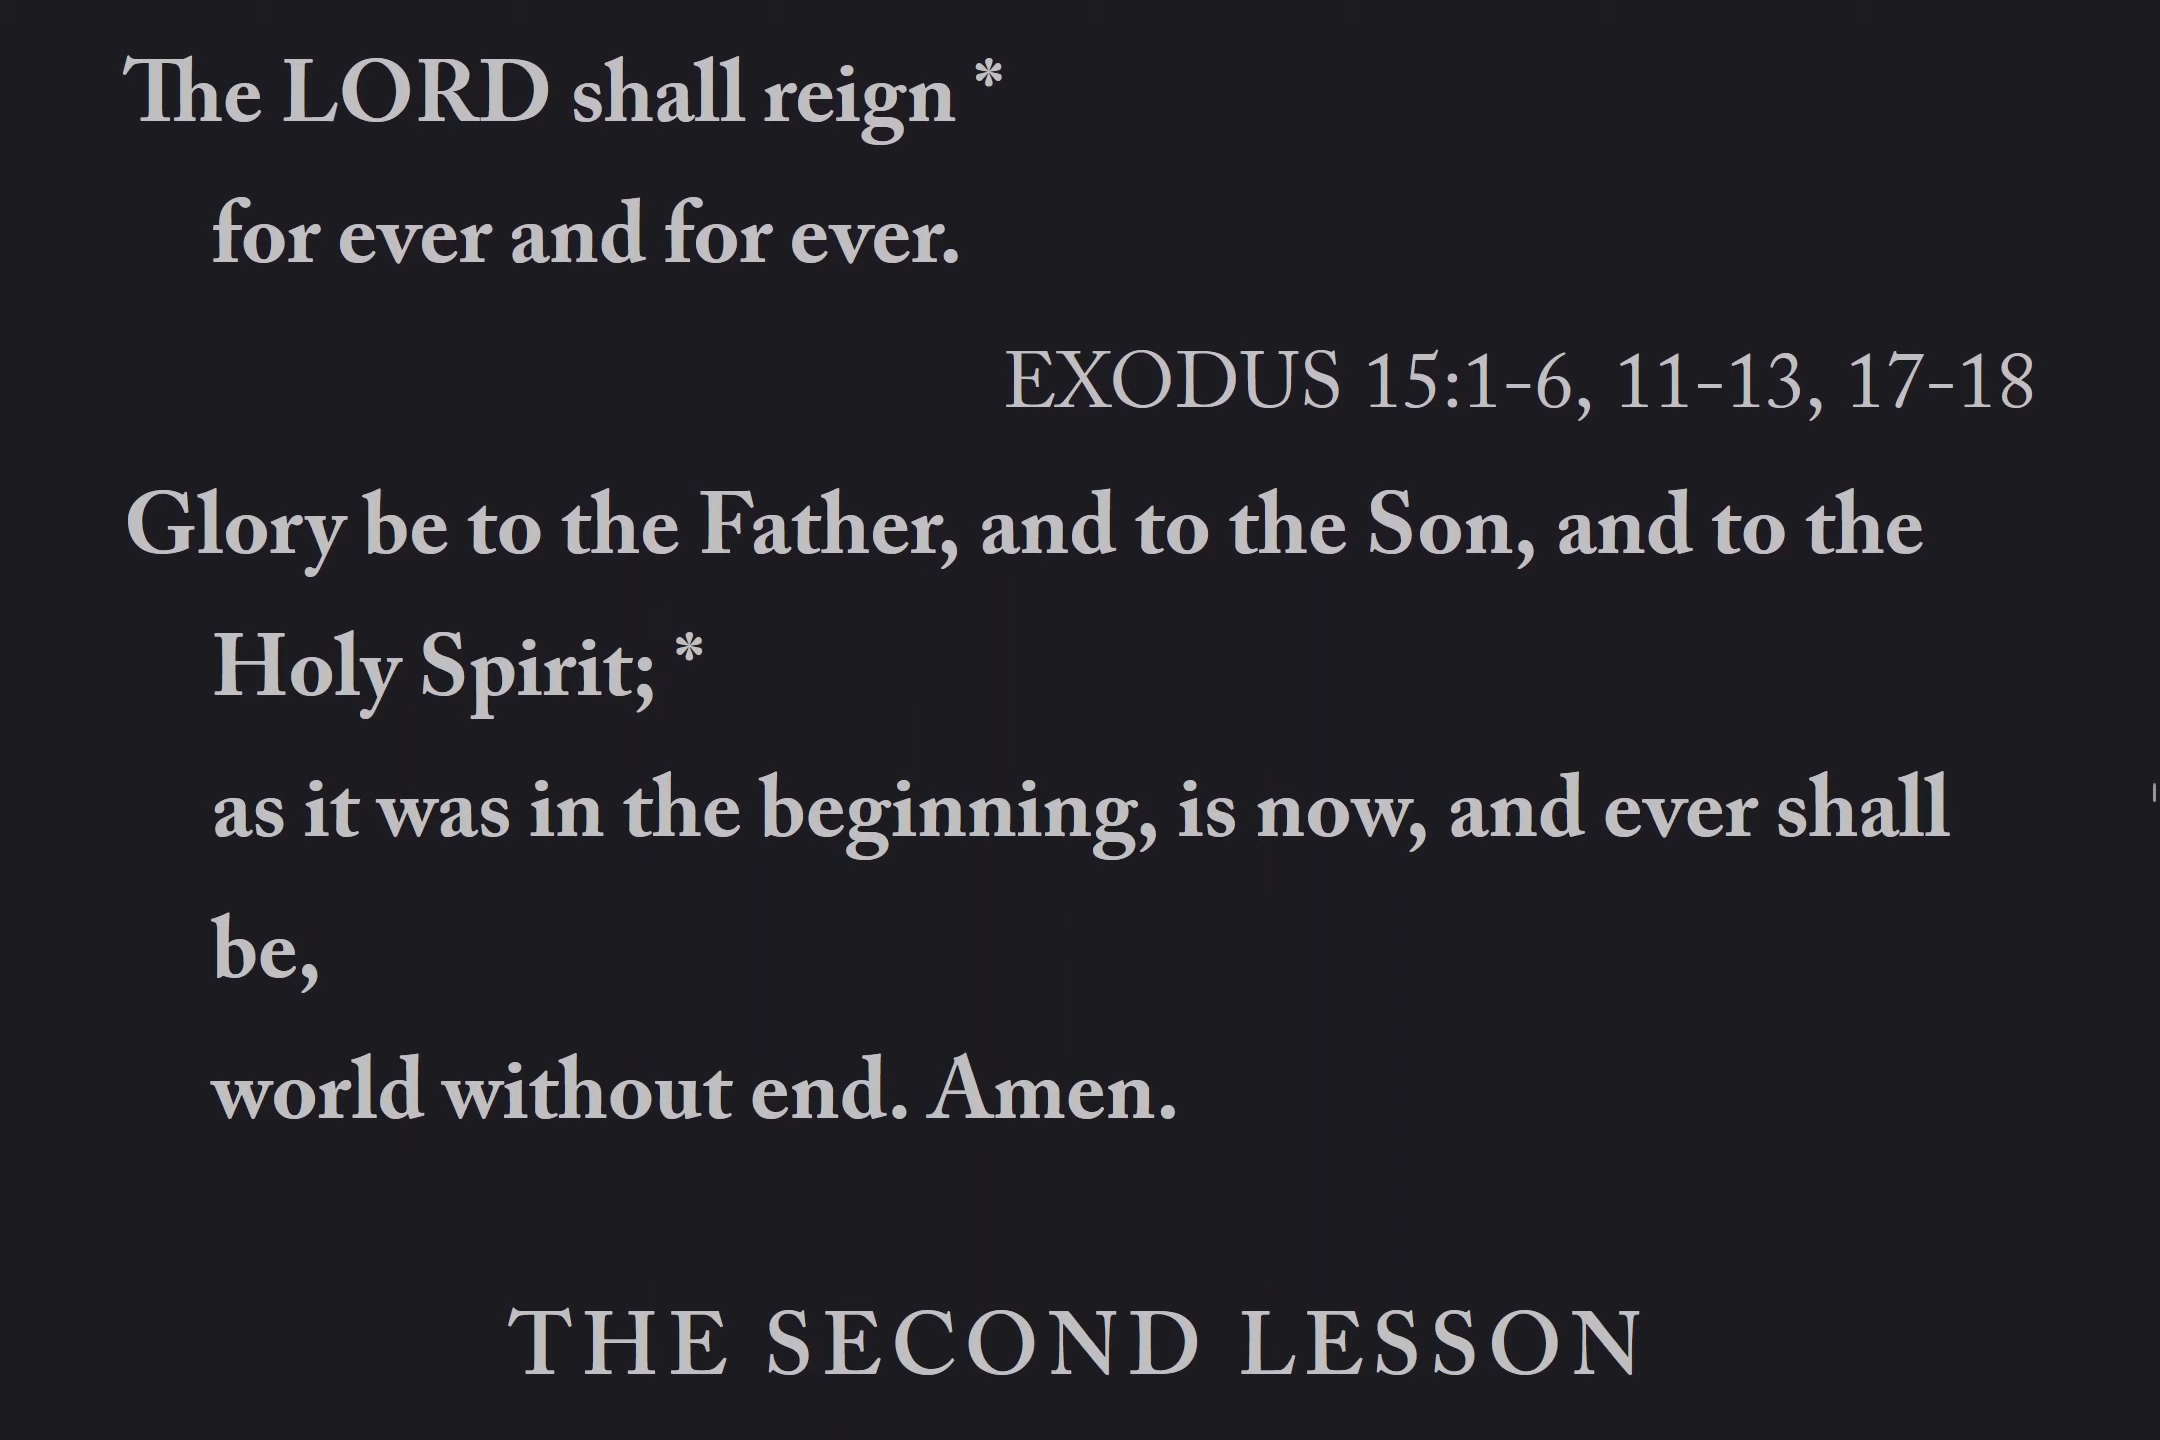 The LORD shall reign *
for ever and for ever.
EXODUS 15:1-6, 11-13, 17-18
Glory be to the Father, and to the Son, and to the
Holy Spirit; *
as it was in the beginning, is now, and ever shall
be,
world without end. Amen.
THE SECOND LESSON